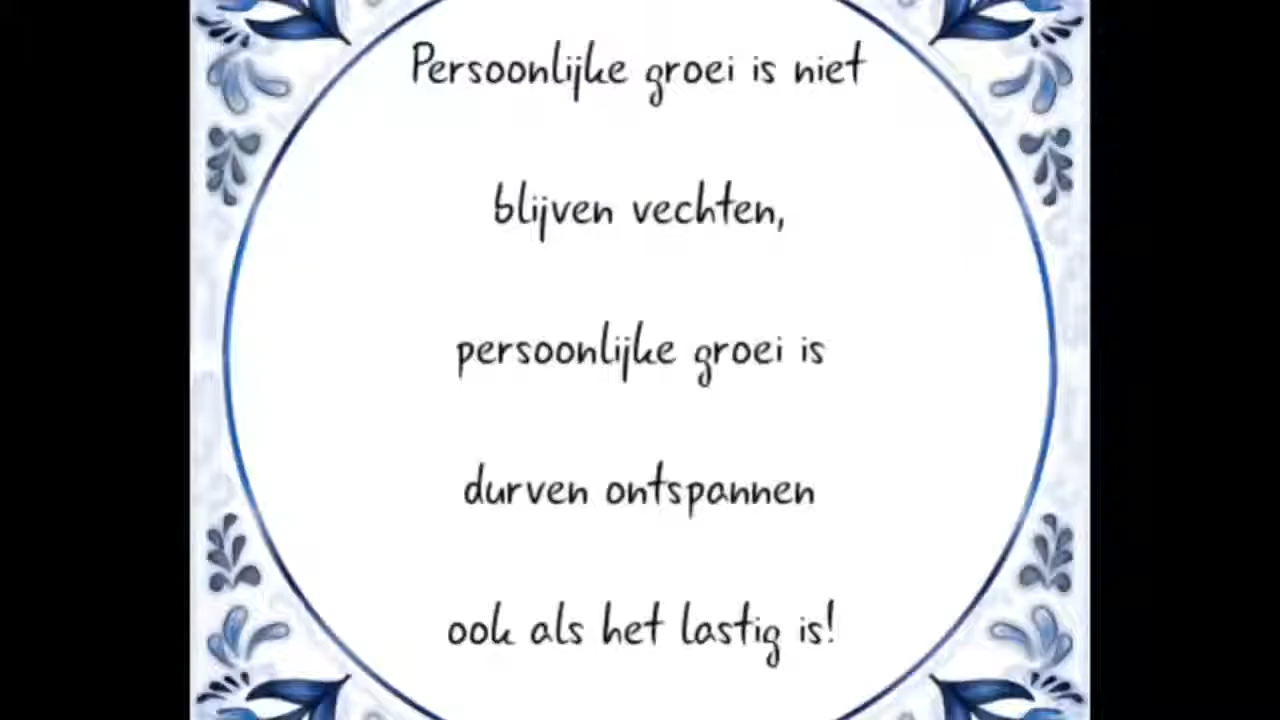 Persoonlijke groei is niet
blijven vechten,
persoonlijke groei is
durven ontspannen
ook als het lastig is!